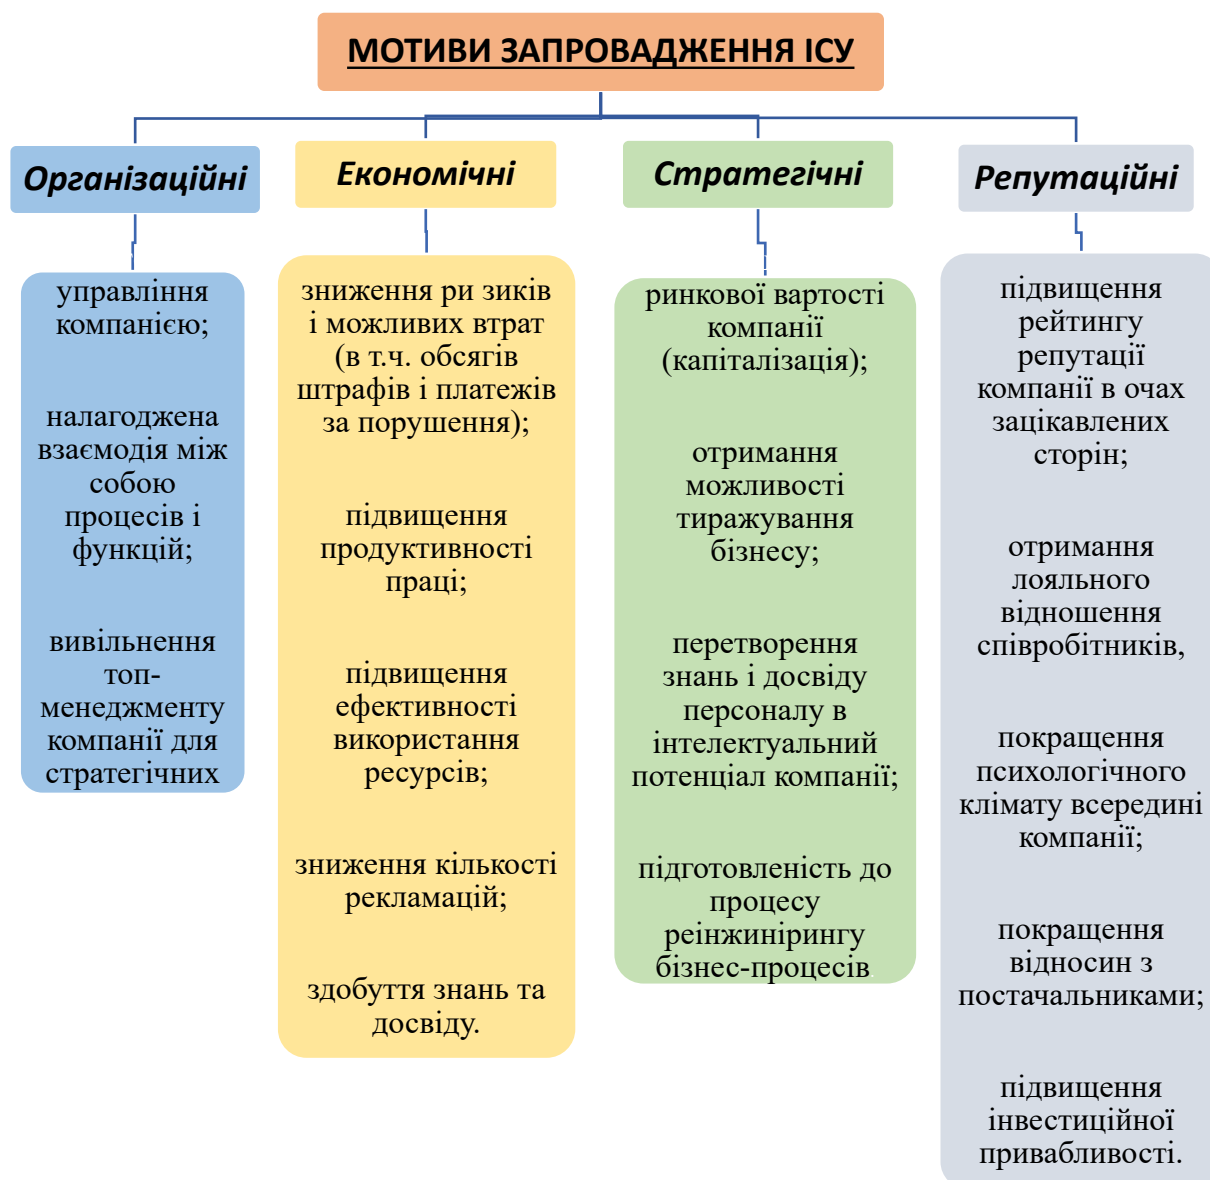 МОТИВИ ЗАПРОВАДЖЕННЯ ІСУ
Організаційні
управління
компанією;
налагоджена
взаємодія між
собою
процесів і
функцій;
вивільнення
топ-
менеджменту
компанії для
стратегічних
Економічні
зниження ри зиків
і можливих втрат
(в т.ч. обсягів
штрафів і платежів
за порушення);
підвищення
продуктивності
праці;
підвищення
ефективності
використання
ресурсів;
зниження кількості
рекламацій;
здобуття знань та
досвіду.
Стратегічні
ринкової вартості
компанії
(капіталізація);
отримання
можливості
тиражування
бізнесу;
перетворення
знань і досвіду
персоналу в
інтелектуальний
потенціал компанії;
підготовленість до
процесу
реінжинірингу
бізнес-процесів.
Репутаційні
підвищення
рейтингу
репутації
компанії в очах
зацікавлених
сторін;
отримання
лояльного
відношення
співробітників,
покращення
психологічного
клімату всередині
компанії;
покращення
відносин з
постачальниками;
підвищення
інвестиційної
привабливості.